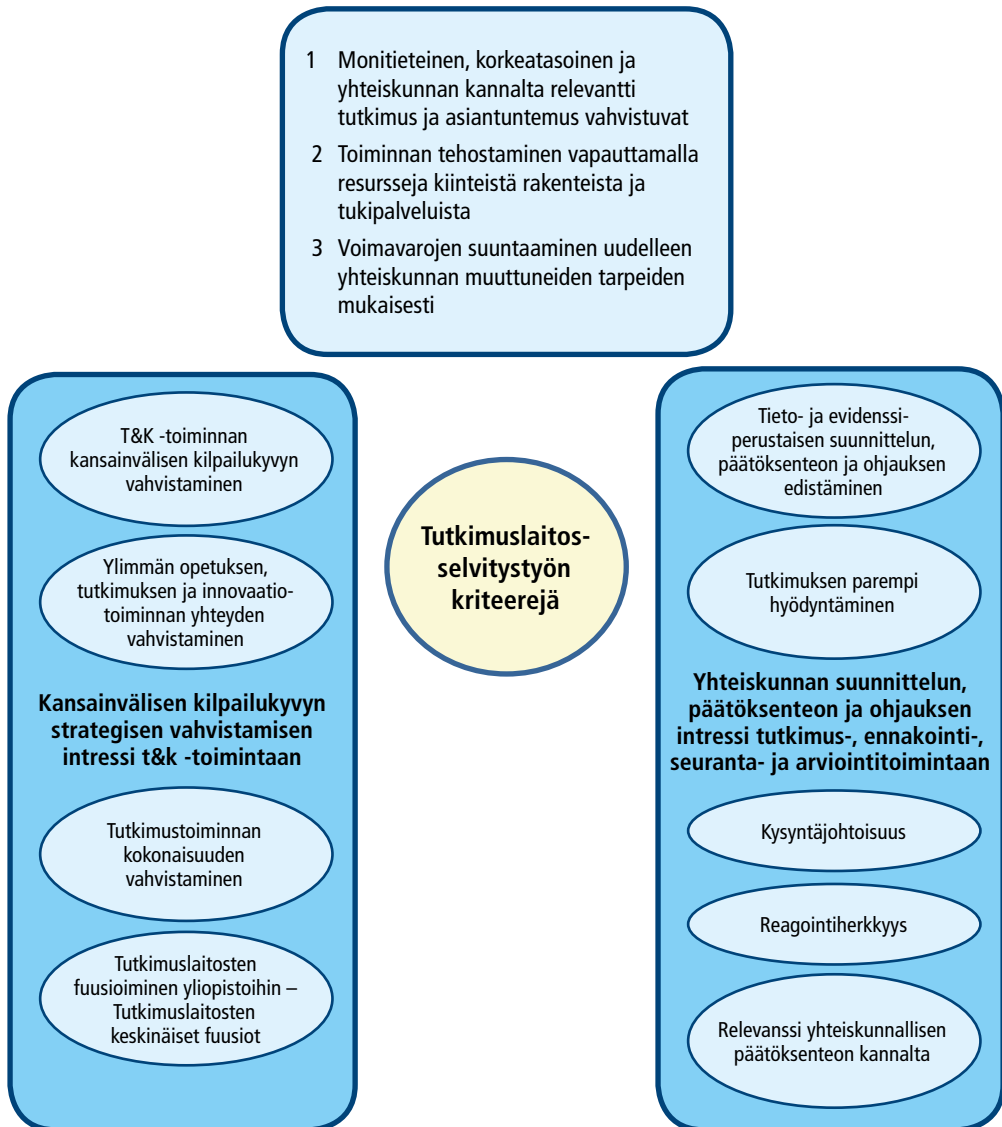 1 Monitieteinen, korkeatasoinen ja
yhteiskunnan kannalta relevantti
tutkimus ja asiantuntemus vahvistuvat
2 Toiminnan tehostaminen vapauttamalla
resursseja kiinteistä rakenteista ja
tukipalveluista
3 Voimavarojen suuntaaminen uudelleen
yhteiskunnan muuttuneiden tarpeiden
mukaisesti
T&K -toiminnan
kansainvälisen kilpailukyvyn
vahvistaminen
Ylimmän opetuksen,
tutkimuksen ja innovaatio-
toiminnan yhteyden
vahvistaminen
Kansainvälisen kilpailukyvyn
strategisen vahvistamisen
intressi t&k -toimintaan
Tutkimustoiminnan
kokonaisuuden
vahvistaminen
Tutkimuslaitosten
fuusioiminen yliopistoihin –
Tutkimuslaitosten
keskinäiset fuusiot
Tutkimuslaitos-
selvitystyön
kriteerejä
Tieto- ja evidenssi-
perustaisen suunnittelun,
päätöksenteon ja ohjauksen
edistäminen
Tutkimuksen parempi
hyödyntäminen
Yhteiskunnan suunnittelun,
päätöksenteon ja ohjauksen
intressi tutkimus-, ennakointi-,
seuranta- ja arviointitoimintaan
Kysyntäjohtoisuus
Reagointiherkkyys
Relevanssi yhteiskunnallisen
päätöksenteon kannalta